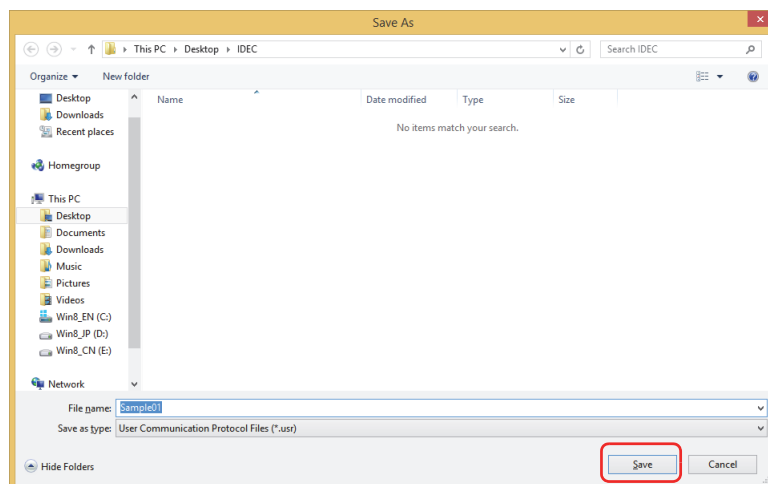 Save As
This PC Desktop IDEC Search IDEC
Organize New folder
Name Date modified Type Size
No items match your search.
Desktop
Downloads
Recent places
Homegroup
This PC
Desktop
Documents
Downloads
Music
Pictures
Videos
Win8_EN (C:)
Win8_JP (D:)
Win8_CN (E:)
Network
File name: Sample01
Save as type: User Communication Protocol Files (*.usr)
Hide Folders Save Cancel